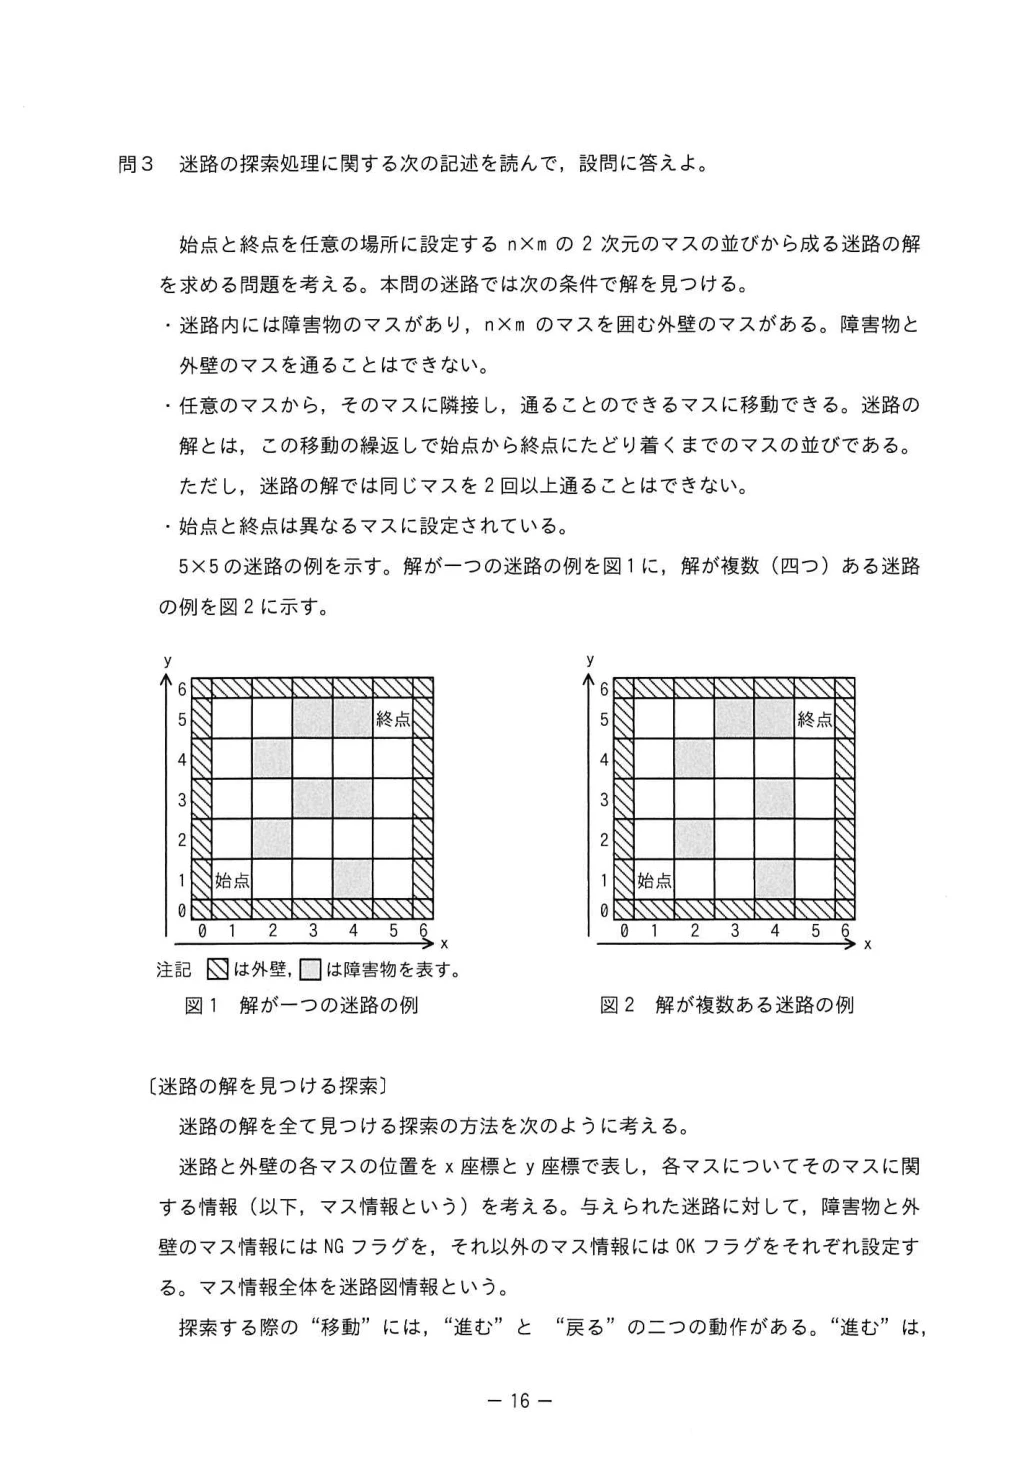 問3　迷路の探索処理に関する次の記述を読んで，設問に答えよ。
始点と終点を任意の場所に設定する n×m の 2 次元のマスの並びから成る迷路の解
を求める問題を考える。本問の迷路では次の条件で解を見つける。
・迷路内には障害物のマスがあり，n×m のマスを囲む外壁のマスがある。障害物と
外壁のマスを通ることはできない。
・任意のマスから，そのマスに隣接し，通ることのできるマスに移動できる。迷路の
解とは，この移動の繰返しで始点から終点にたどり着くまでのマスの並びである。
ただし，迷路の解では同じマスを 2 回以上通ることはできない。
・始点と終点は異なるマスに設定されている。
5×5 の迷路の例を示す。解が一つの迷路の例を図 1 に，解が複数（四つ）ある迷路
の例を図 2 に示す。
y
6
5 終点
4
3
2
1 始点
0
0 1 2 3 4 5 6 x
注記 は外壁， は障害物を表す。
図 1　解が一つの迷路の例
y
6
5 終点
4
3
2
1 始点
0
0 1 2 3 4 5 6 x
図 2　解が複数ある迷路の例
〔迷路の解を見つける探索〕
迷路の解を全て見つける探索の方法を次のように考える。
迷路と外壁の各マスの位置を x 座標と y 座標で表し，各マスについてそのマスに関
する情報（以下，マス情報という）を考える。与えられた迷路に対して，障害物と外
壁のマス情報には NG フラグを，それ以外のマス情報には OK フラグをそれぞれ設定す
る。マス情報全体を迷路図情報という。
探索する際の“移動”には，“進む”と “戻る”の二つの動作がある。“進む”は，
－ 16 －